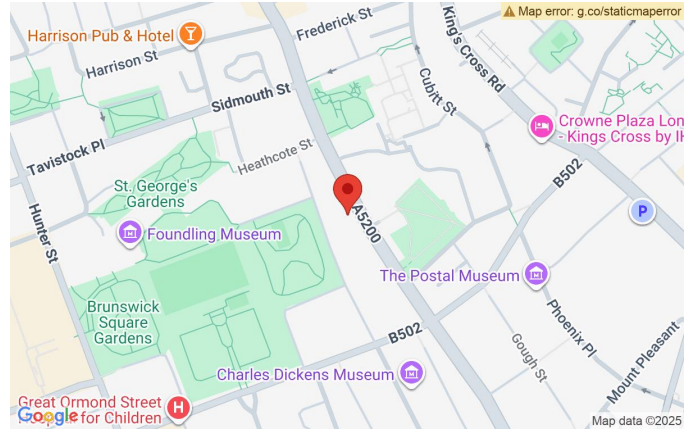 Map error: g.co/staticmaperror
Harrison Pub & Hotel
Frederick St
King's Cross Rd
Harrison St
Cubitt St
Sidmouth St
Crowne Plaza Lon
- Kings Cross by IH
Tavistock Pl
Heathcote St
B502
St. George's
Gardens
Hunter St
A5200
P
Foundling Museum
The Postal Museum
Brunswick
Square
Gardens
B502
Phoenix Pl
Gough St
Mount Pleasant
Charles Dickens Museum
Great Ormond Street
for Children
H
Google
Map data ©2025